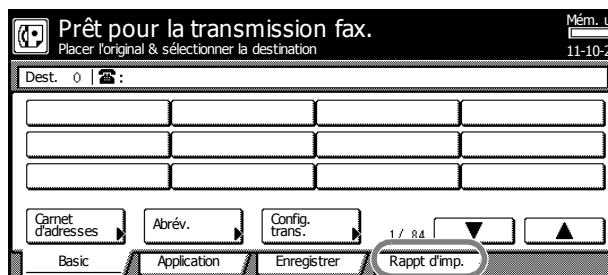 Prêt pour la transmission fax.
Placer l'original & sélectionner la destination
Mém.
11-10-2
Dest. 0 ☎:
Carnet d'adresses
Abrév.
Config. trans.
1/ 84
Basic
Application
Enregistrer
Rappt d'imp.